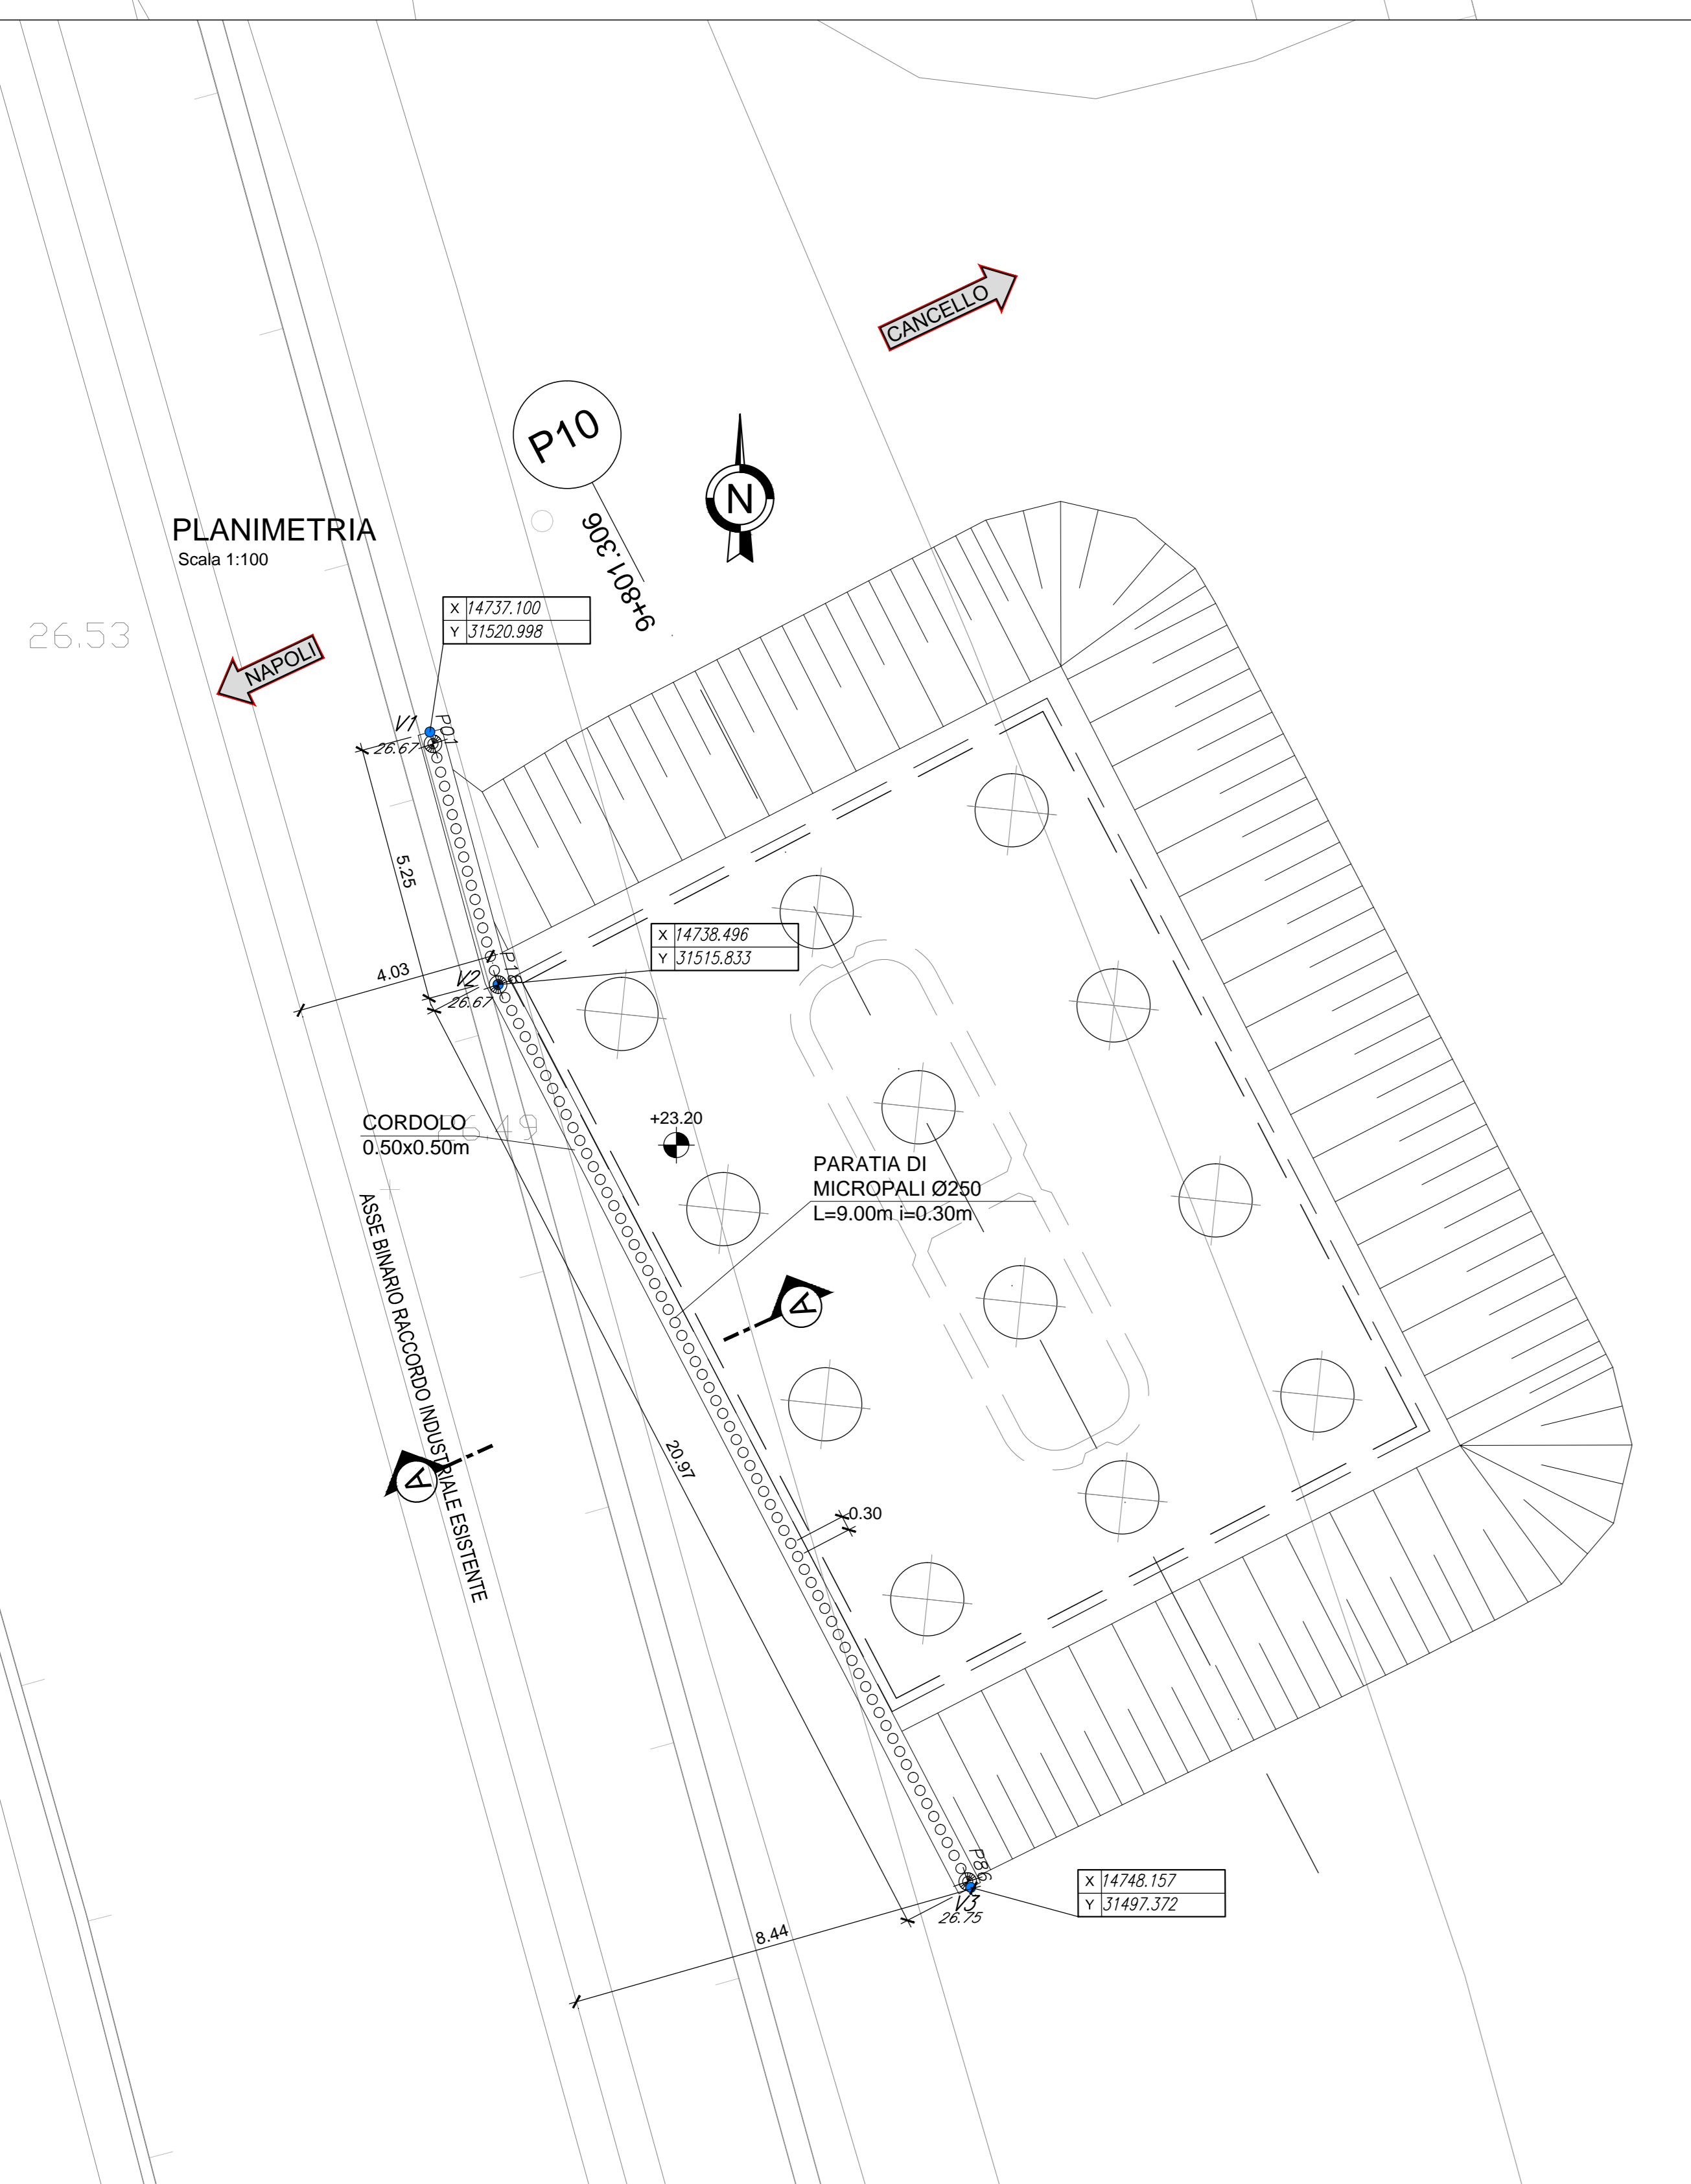 CANCELLO
P10
N
9+801.306
PLANIMETRIA
Scala 1:100
X 14737.100
Y 31520.998
26.53
NAPOLI
V1
P01
26.67
5.25
X 14738.496
Y 31515.833
4.03
V2
26.67
CORDOLO
0.50x0.50m
+23.20
PARATIA DI
MICROPALI Ø250
L=9.00m i=0.30m
ASSE BINARIO RACCORDO INDUSTRIALE ESISTENTE
A
A
20.97
0.30
P86
V3
26.75
X 14748.157
Y 31497.372
8.44